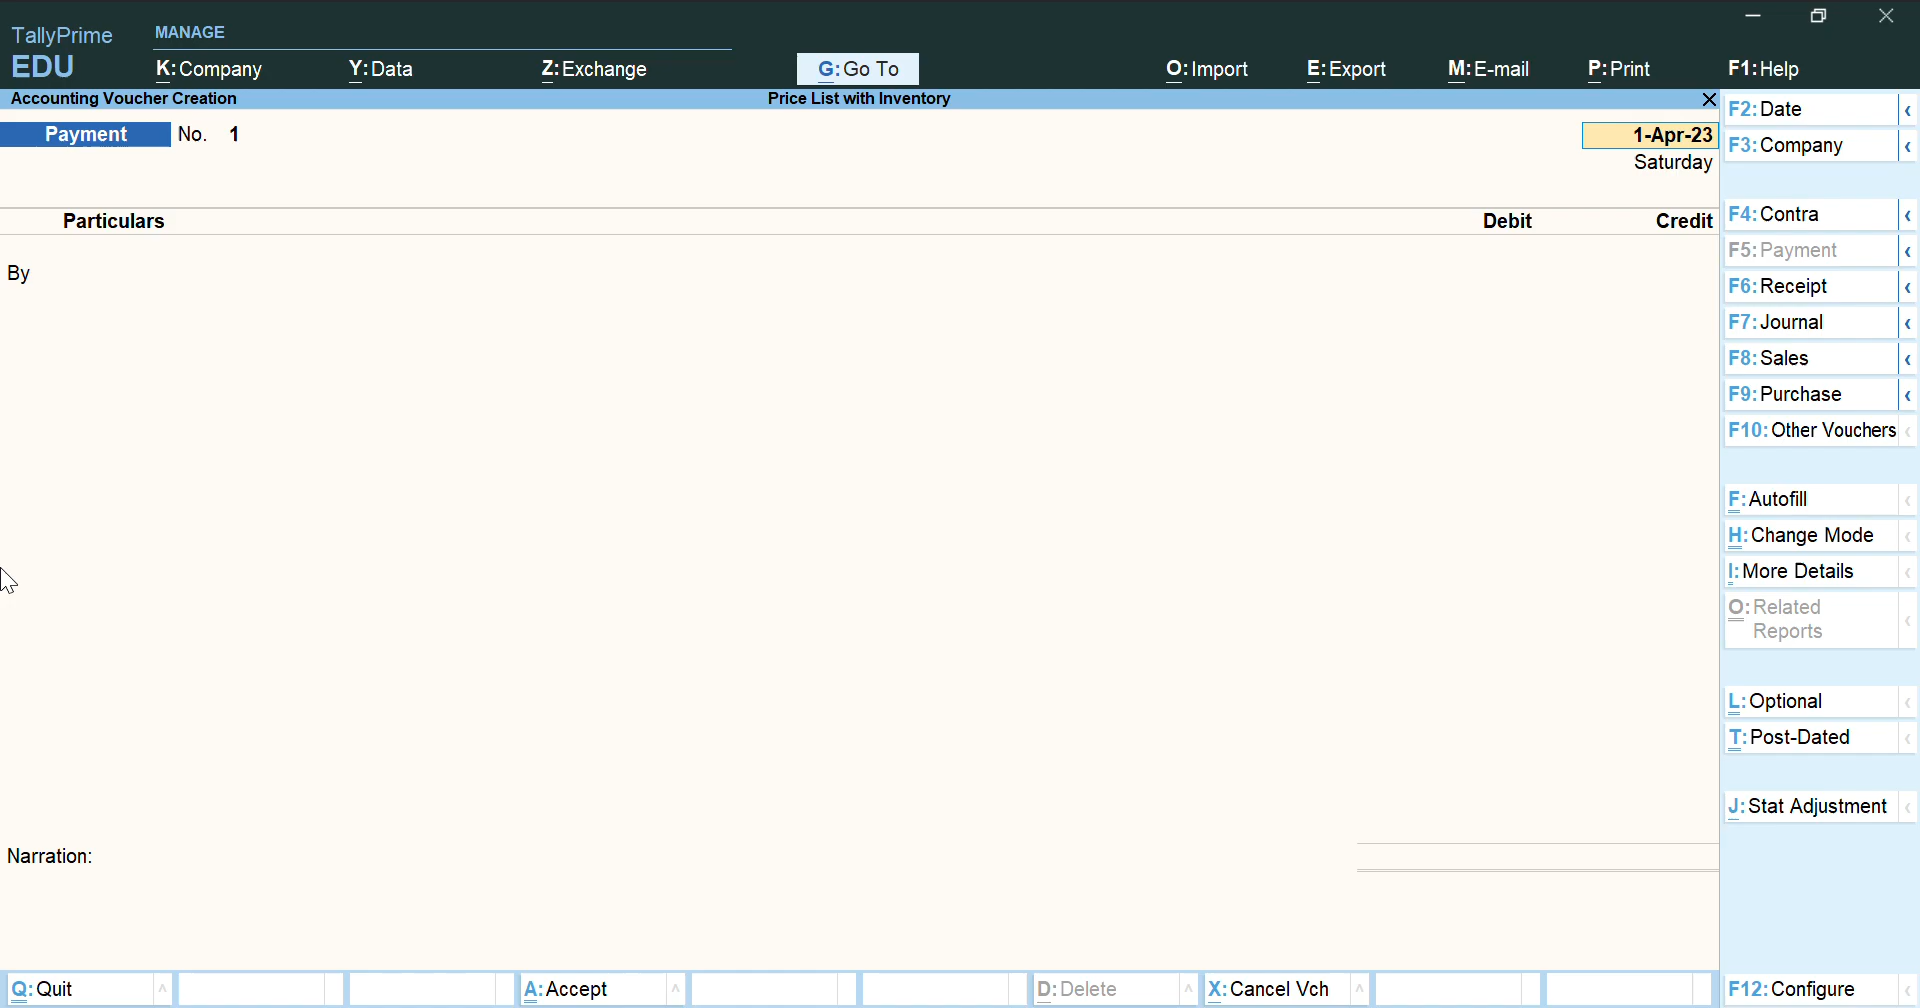 TallyPrime
EDU
MANAGE
K: Company
Y: Data
Z: Exchange
G: Go To
O: Import
E: Export
M: E-mail
P: Print
F1: Help
Accounting Voucher Creation
Price List with Inventory
Payment No. 1
1-Apr-23
Saturday
Particulars
Debit
Credit
By
Narration:
F2: Date
F3: Company
F4: Contra
F5: Payment
F6: Receipt
F7: Journal
F8: Sales
F9: Purchase
F10: Other Vouchers
F: Autofill
H: Change Mode
I: More Details
O: Related
Reports
L: Optional
T: Post-Dated
J: Stat Adjustment
F12: Configure
Q: Quit
A: Accept
D: Delete
X: Cancel Vch